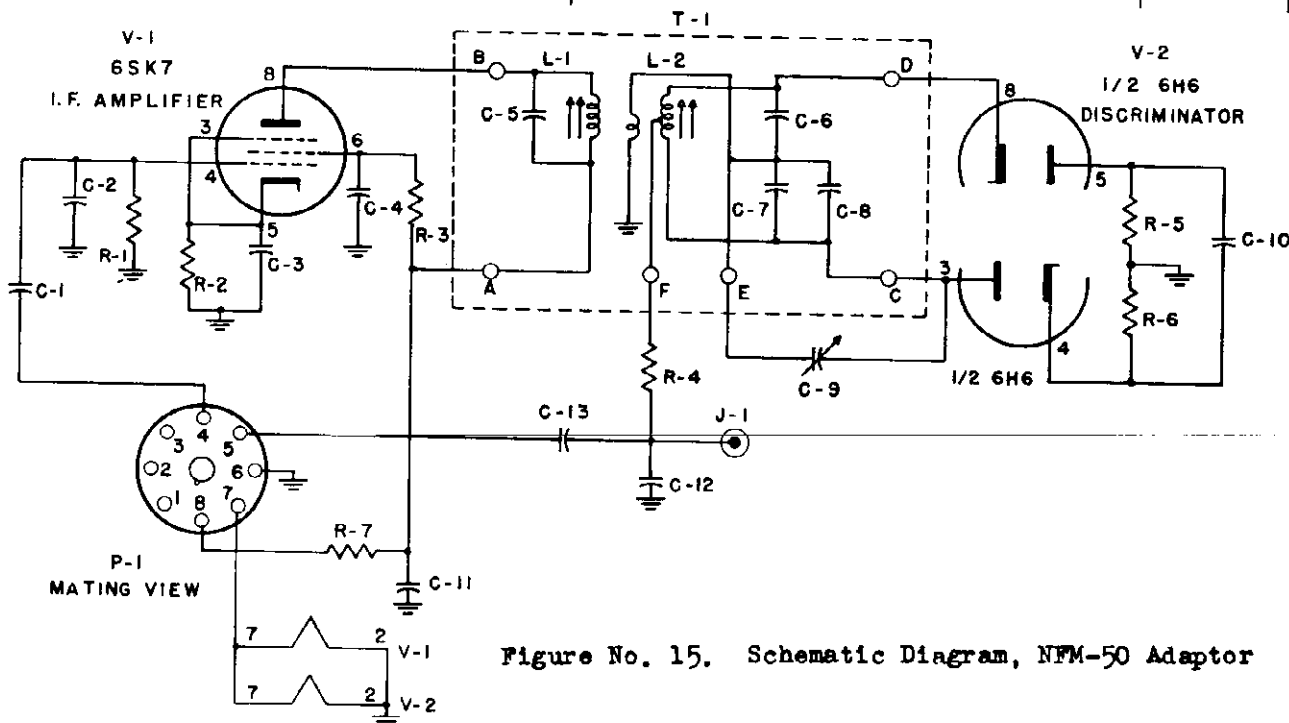 T-1
V-1
6SK7
I.F. AMPLIFIER
8
3
4
6
5
C-2
R-1
C-1
R-2
C-3
C-4
R-3
B
L-1
C-5
A
L-2
D
C-6
C-7
C-8
F
E
C
V-2
1/2 6H6
DISCRIMINATOR
8
5
3
4
R-5
R-6
C-10
1/2 6H6
C-9
R-4
C-13
J-1
C-12
4
3
5
2
6
1
8
7
P-1
MATING VIEW
R-7
C-11
7
2
V-1
7
2
V-2
Figure No. 15. Schematic Diagram, NFM-50 Adaptor